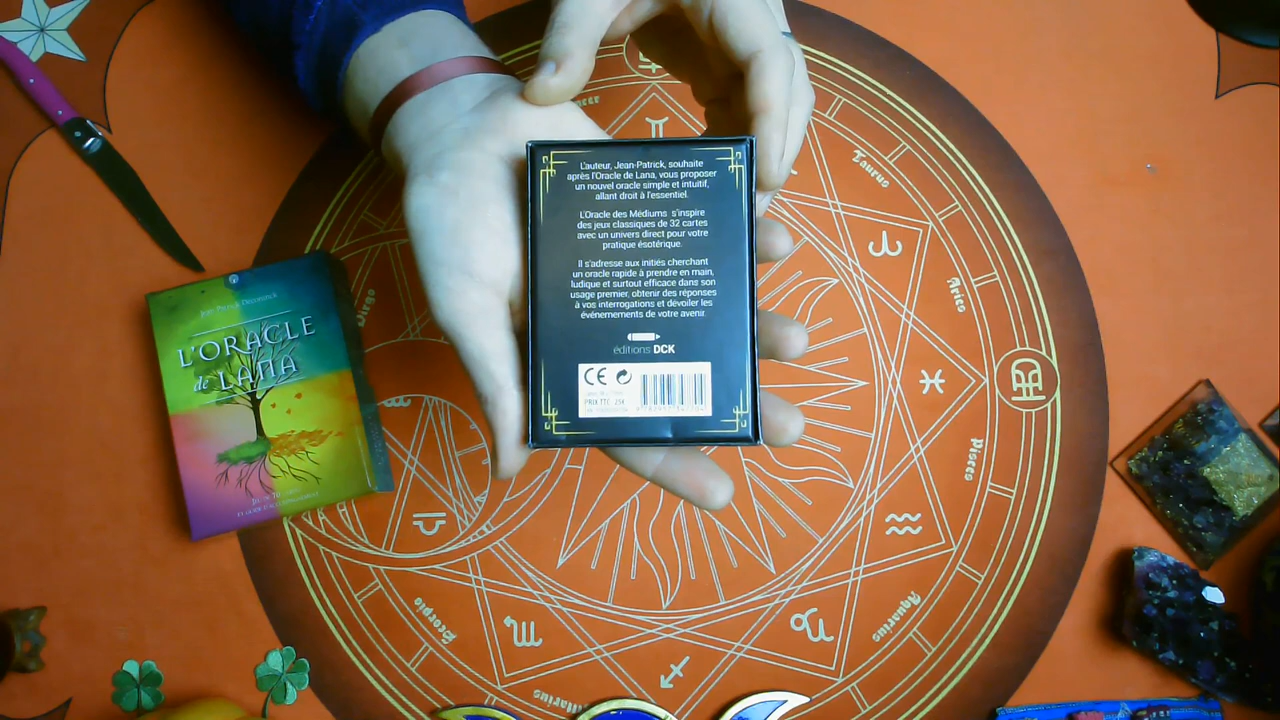 L'auteur, Jean-Patrick, souhaite
après l'Oracle de Lana, vous proposer
un nouvel oracle simple et intuitif,
allant droit à l'essentiel.
L'Oracle des Médiums s'inspire
des jeux classiques de 32 cartes
avec un univers direct pour votre
pratique ésotérique.
Il s'adresse aux initiés cherchant
un oracle rapide à prendre en main,
ludique et surtout efficace dans son
usage premier, obtenir des réponses
à vos interrogations et dévoiler les
événemements de votre avenir.
éditions DCK
CE
PRIX TTC
L'ORACLE
de LANA
Taurus
Aries
Pisces
Aquarius
Scorpio
Virgo